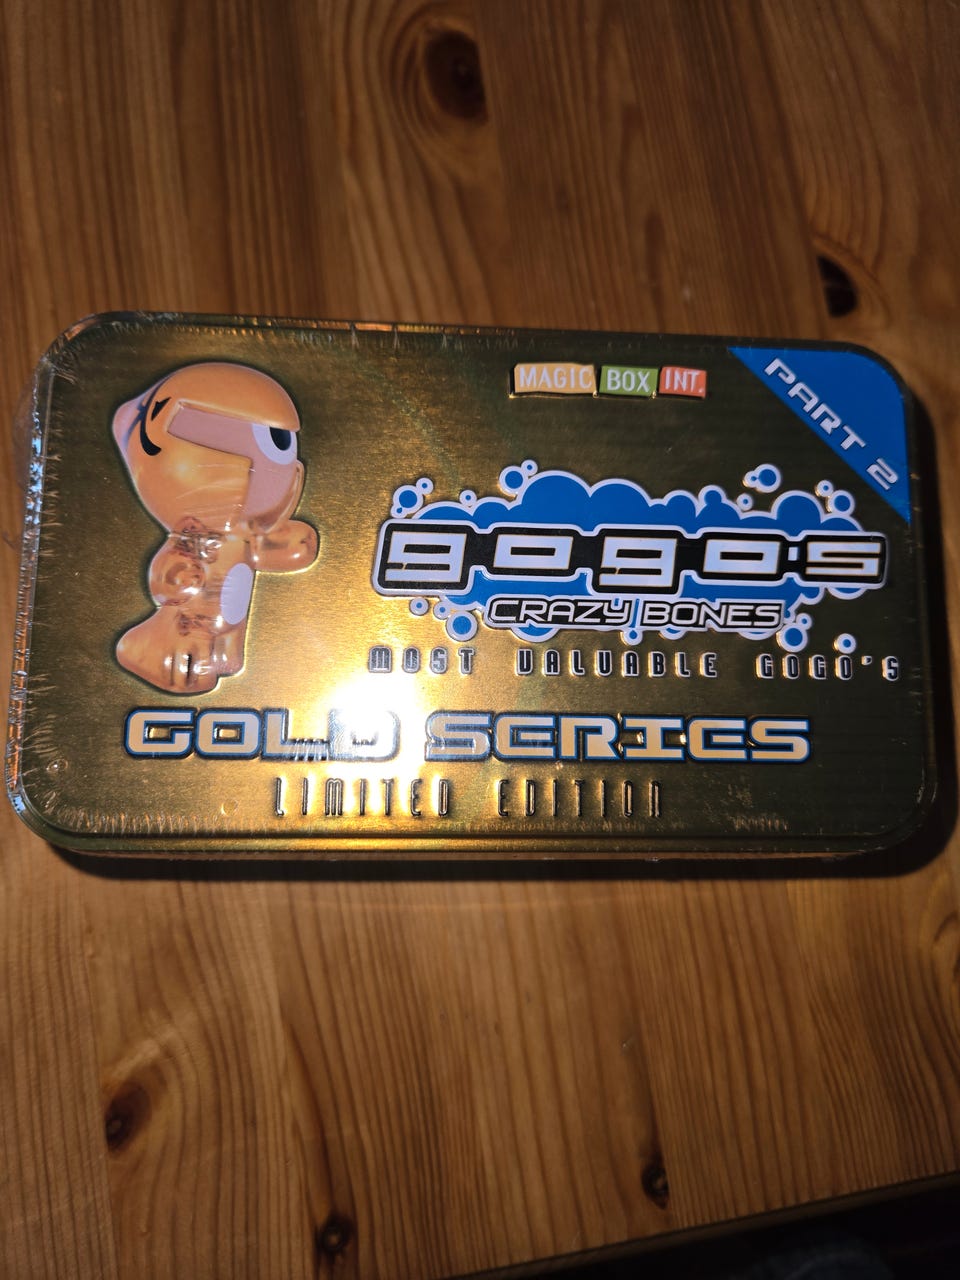 MAGIC BOX INT.
PART 2
gogo's
CRAZY BONES
MOST VALUABLE GOGO'S
GOLD SERIES
LIMITED EDITION